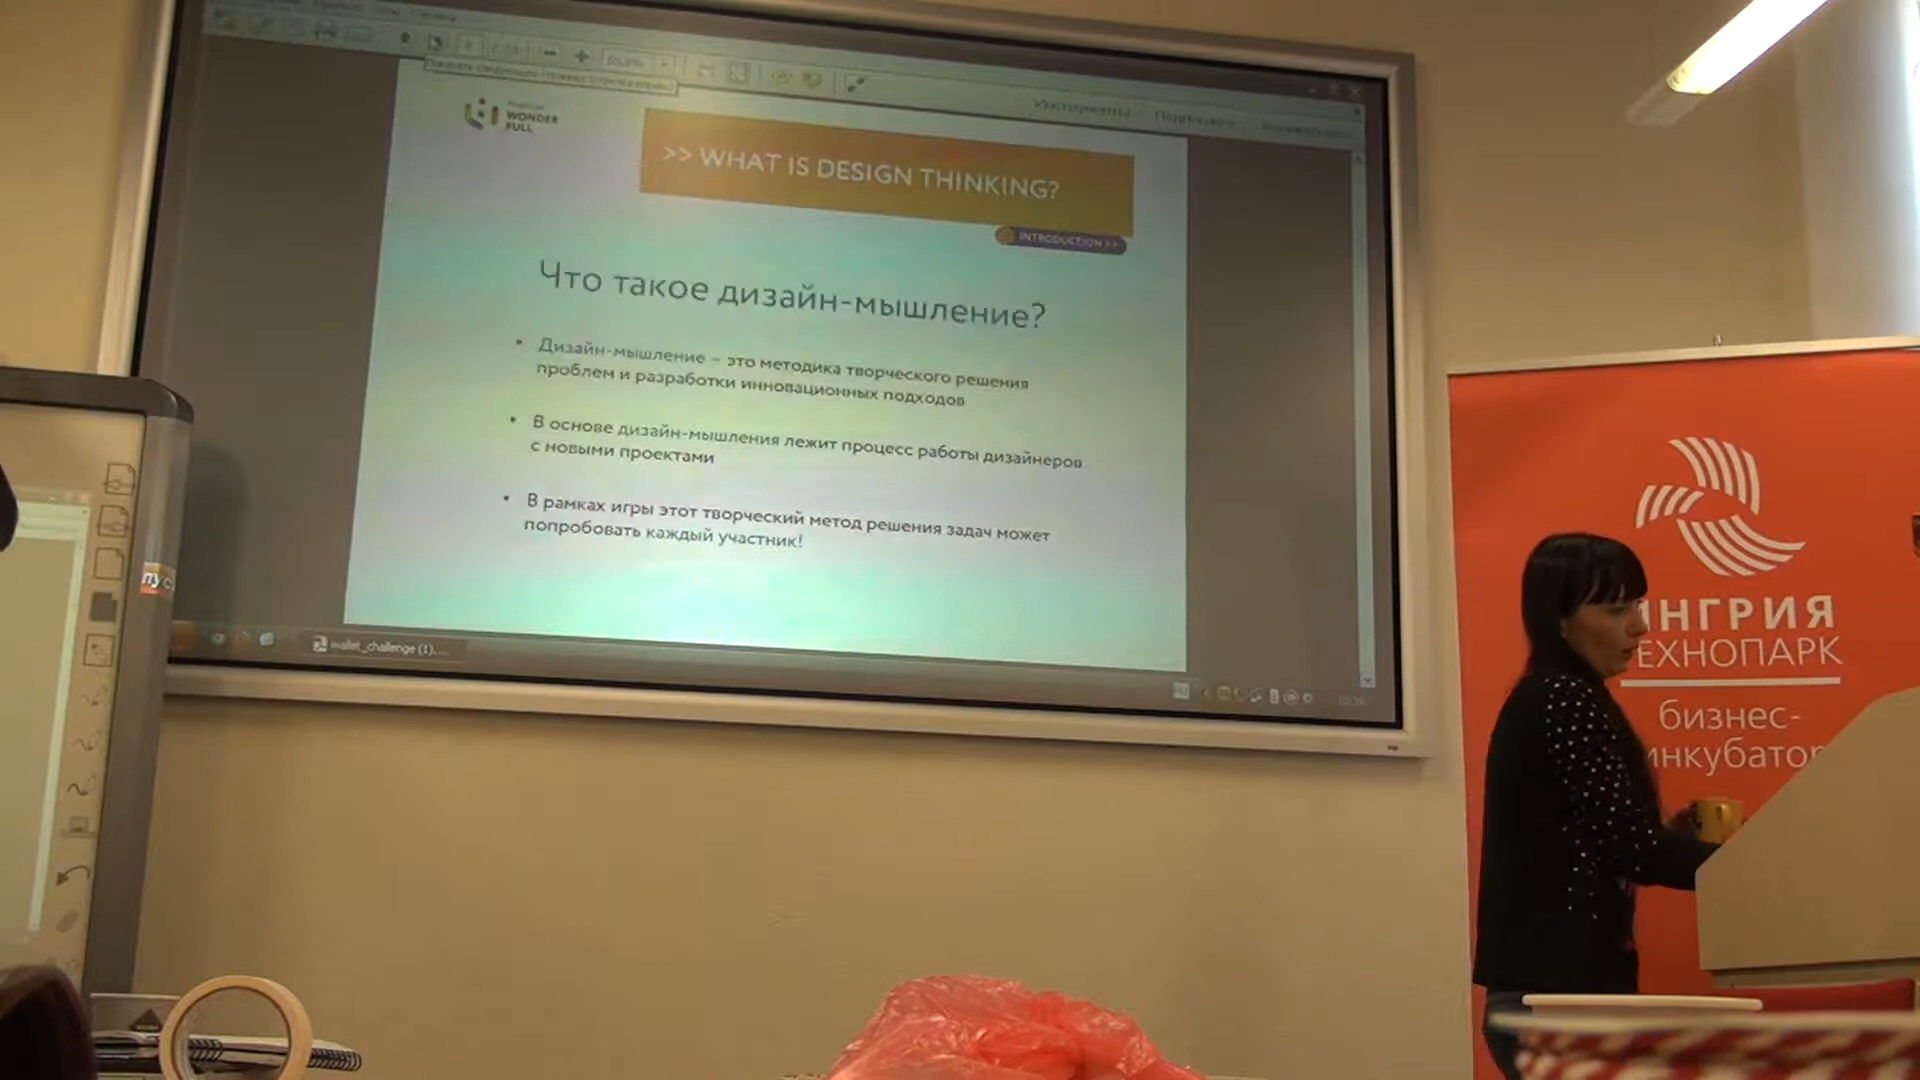 Инструменты
WONDER
FULL
>> WHAT IS DESIGN THINKING?
INTRODUCTION >>
Что такое дизайн-мышление?
• Дизайн-мышление – это методика творческого решения
проблем и разработки инновационных подходов
• В основе дизайн-мышления лежит процесс работы дизайнеров
с новыми проектами
• В рамках игры этот творческий метод решения задач может
попробовать каждый участник!
wallet_challenge (1)....
ИНГРИЯ
ТЕХНОПАРК
бизнес-
инкубатор